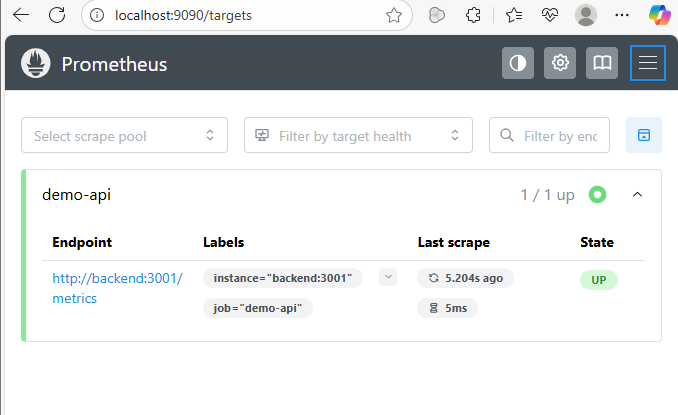 localhost:9090/targets
Prometheus
Select scrape pool
Filter by target health
Filter by end
demo-api
1 / 1 up
Endpoint Labels Last scrape State
http://backend:3001/ instance="backend:3001" 5.204s ago UP
metrics job="demo-api" 5ms